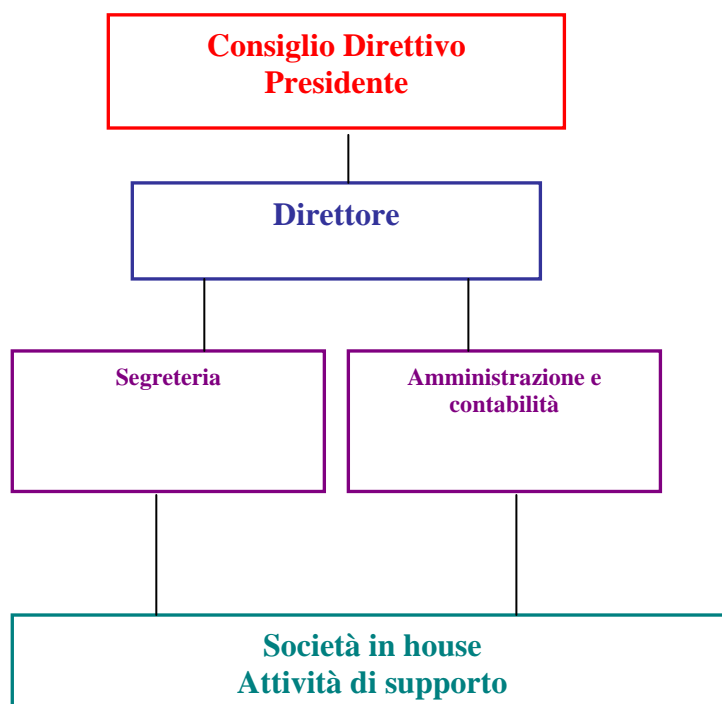 Consiglio Direttivo
Presidente
Direttore
Segreteria
Amministrazione e
contabilità
Società in house
Attività di supporto